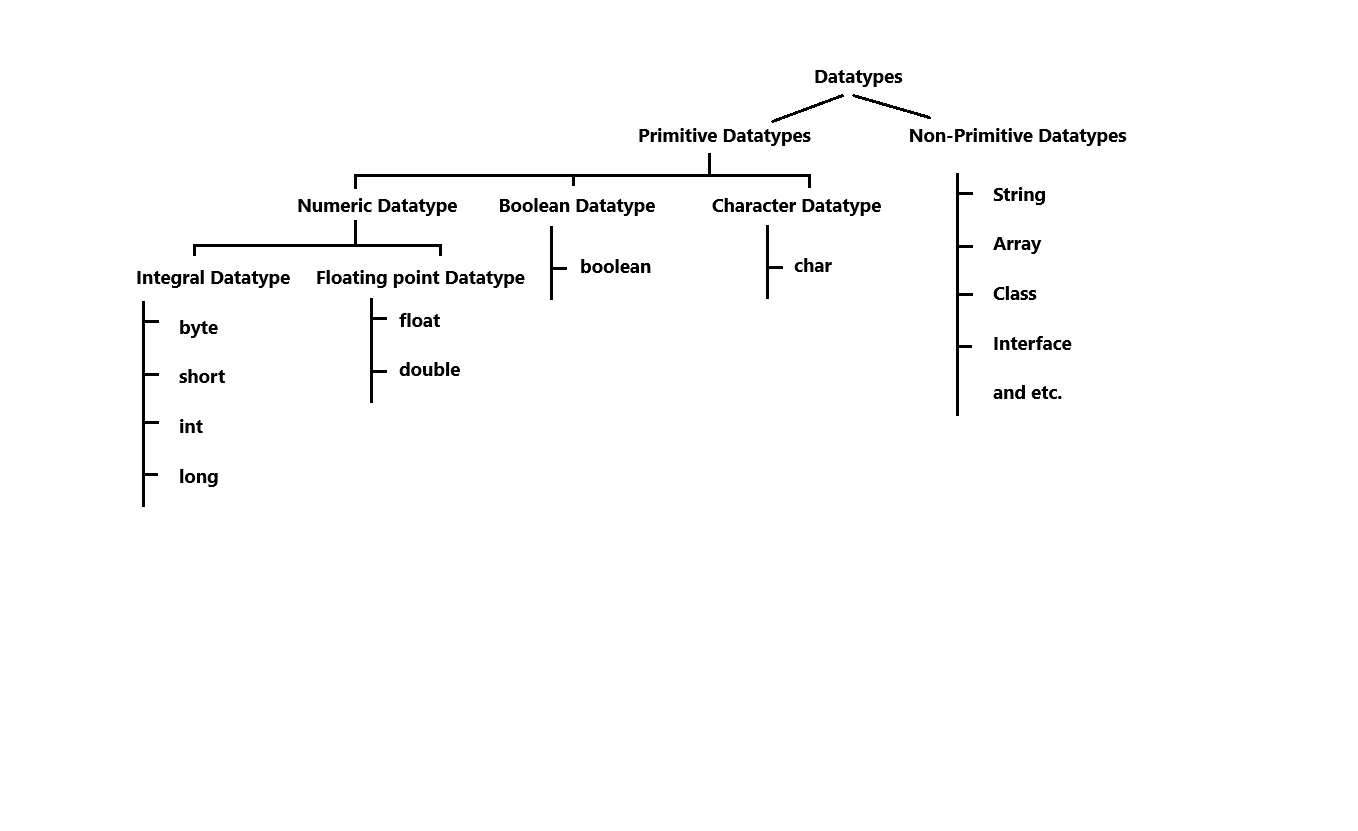 Datatypes
Primitive Datatypes
Non-Primitive Datatypes
Numeric Datatype
Boolean Datatype
Character Datatype
Integral Datatype
Floating point Datatype
byte
short
int
long
float
double
boolean
char
String
Array
Class
Interface
and etc.